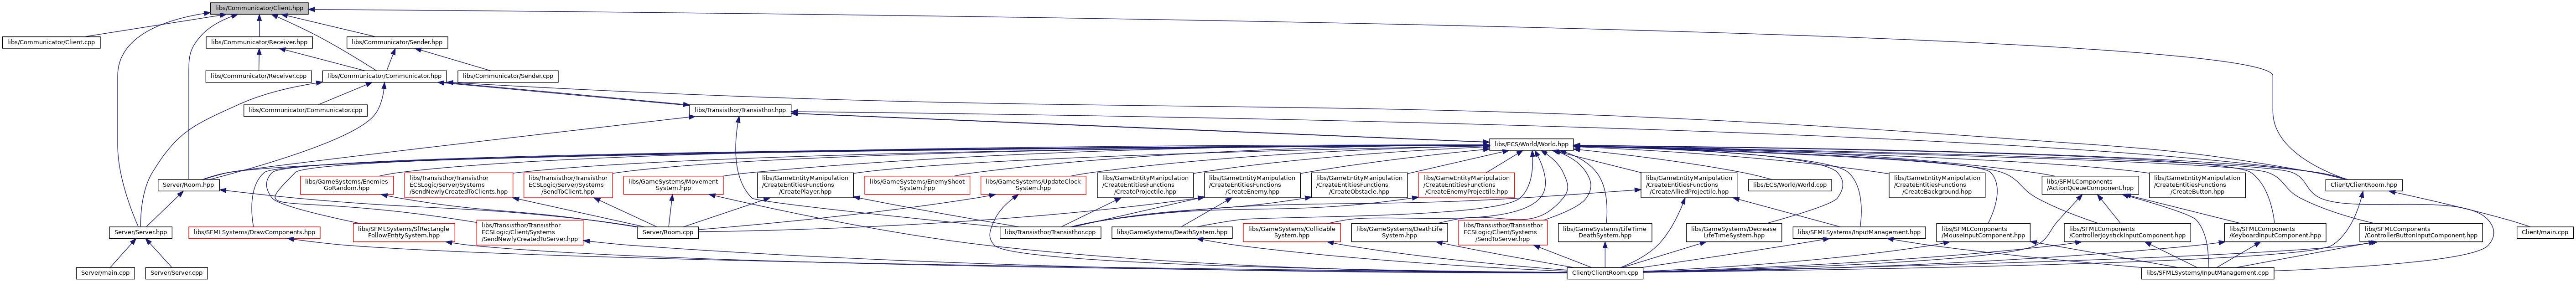 libs/Communicator/Client.hpp
libs/Communicator/Client.cpp
libs/Communicator/Receiver.hpp
libs/Communicator/Sender.hpp
libs/Communicator/Receiver.cpp
libs/Communicator/Communicator.hpp
libs/Communicator/Sender.cpp
libs/Communicator/Communicator.cpp
libs/Transisthor/Transisthor.hpp
libs/ECS/World/World.hpp
Server/Room.hpp
libs/GameSystems/Enemies
GoRandom.hpp
libs/Transisthor/Transisthor
ECSLogic/Server/Systems
/SendNewlyCreatedToClients.hpp
libs/Transisthor/Transisthor
ECSLogic/Server/Systems
/SendToClient.hpp
libs/GameSystems/Movement
System.hpp
libs/GameEntityManipulation
/CreateEntitiesFunctions
/CreatePlayer.hpp
libs/GameSystems/EnemyShoot
System.hpp
libs/GameSystems/UpdateClock
System.hpp
libs/GameEntityManipulation
/CreateEntitiesFunctions
/CreateProjectile.hpp
libs/GameEntityManipulation
/CreateEntitiesFunctions
/CreateEnemy.hpp
libs/GameEntityManipulation
/CreateEntitiesFunctions
/CreateObstacle.hpp
libs/GameEntityManipulation
/CreateEntitiesFunctions
/CreateEnemyProjectile.hpp
libs/GameEntityManipulation
/CreateEntitiesFunctions
/CreateAlliedProjectile.hpp
libs/ECS/World/World.cpp
libs/GameEntityManipulation
/CreateEntitiesFunctions
/CreateBackground.hpp
libs/SFMLComponents
/ActionQueueComponent.hpp
libs/GameEntityManipulation
/CreateEntitiesFunctions
/CreateButton.hpp
Client/ClientRoom.hpp
Server/Server.hpp
libs/SFMLSystems/DrawComponents.hpp
libs/SFMLSystems/SfRectangle
FollowEntitySystem.hpp
libs/Transisthor/Transisthor
ECSLogic/Client/Systems
/SendNewlyCreatedToServer.hpp
Server/Room.cpp
libs/Transisthor/Transisthor.cpp
libs/GameSystems/DeathSystem.hpp
libs/GameSystems/Collidable
System.hpp
libs/GameSystems/DeathLife
System.hpp
libs/Transisthor/Transisthor
ECSLogic/Client/Systems
/SendToServer.hpp
libs/GameSystems/LifeTime
DeathSystem.hpp
libs/GameSystems/Decrease
LifeTimeSystem.hpp
libs/SFMLSystems/InputManagement.hpp
libs/SFMLComponents
/MouseInputComponent.hpp
libs/SFMLComponents
/ControllerJoystickInputComponent.hpp
libs/SFMLComponents
/KeyboardInputComponent.hpp
libs/SFMLComponents
/ControllerButtonInputComponent.hpp
Client/main.cpp
Server/main.cpp
Server/Server.cpp
Client/ClientRoom.cpp
libs/SFMLSystems/InputManagement.cpp